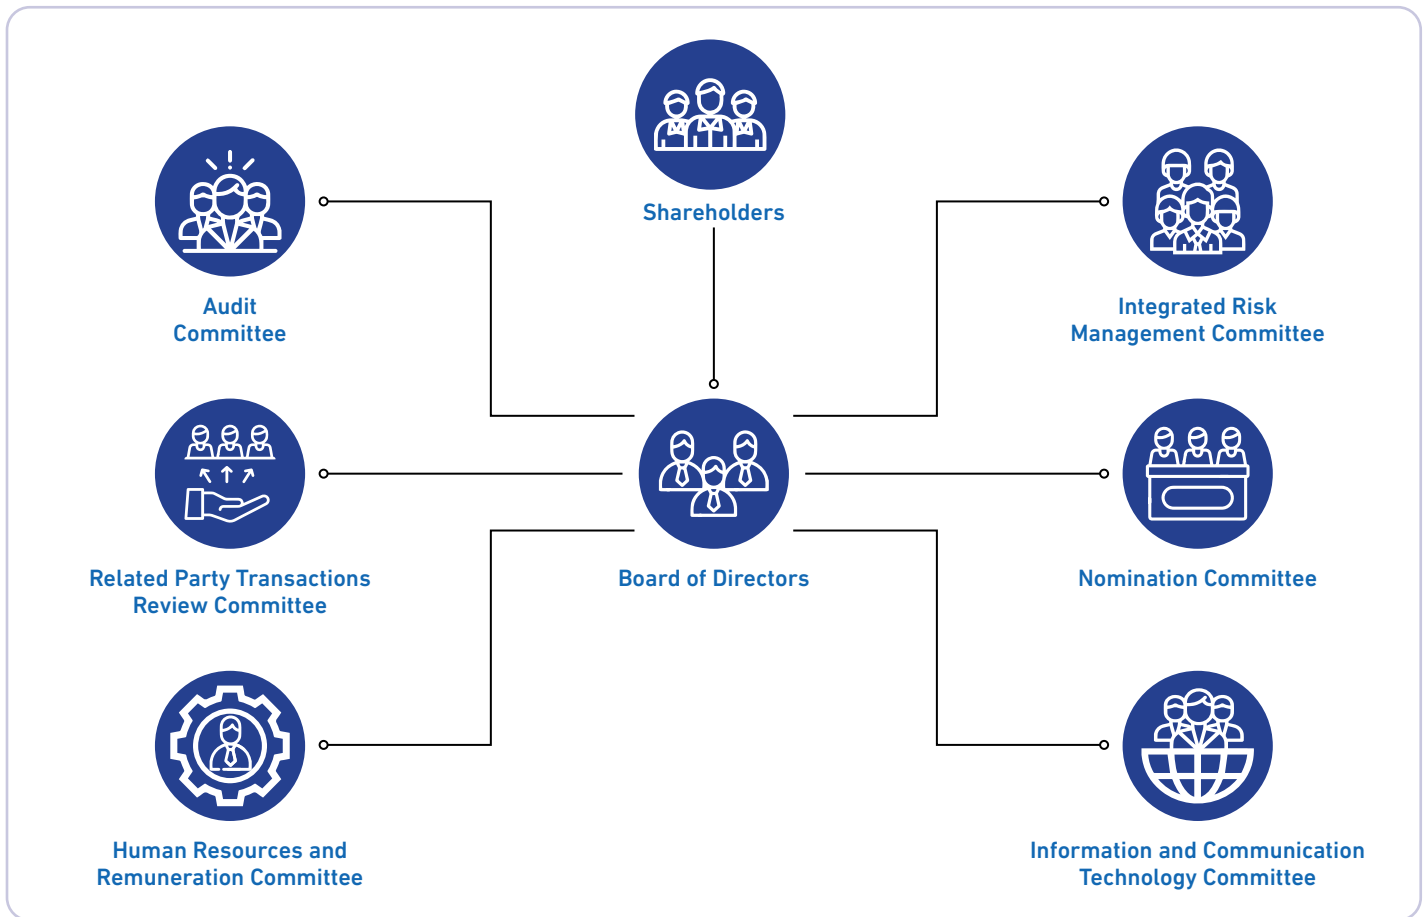 Shareholders
Audit
Committee
Integrated Risk
Management Committee
Related Party Transactions
Review Committee
Board of Directors
Nomination Committee
Human Resources and
Remuneration Committee
Information and Communication
Technology Committee